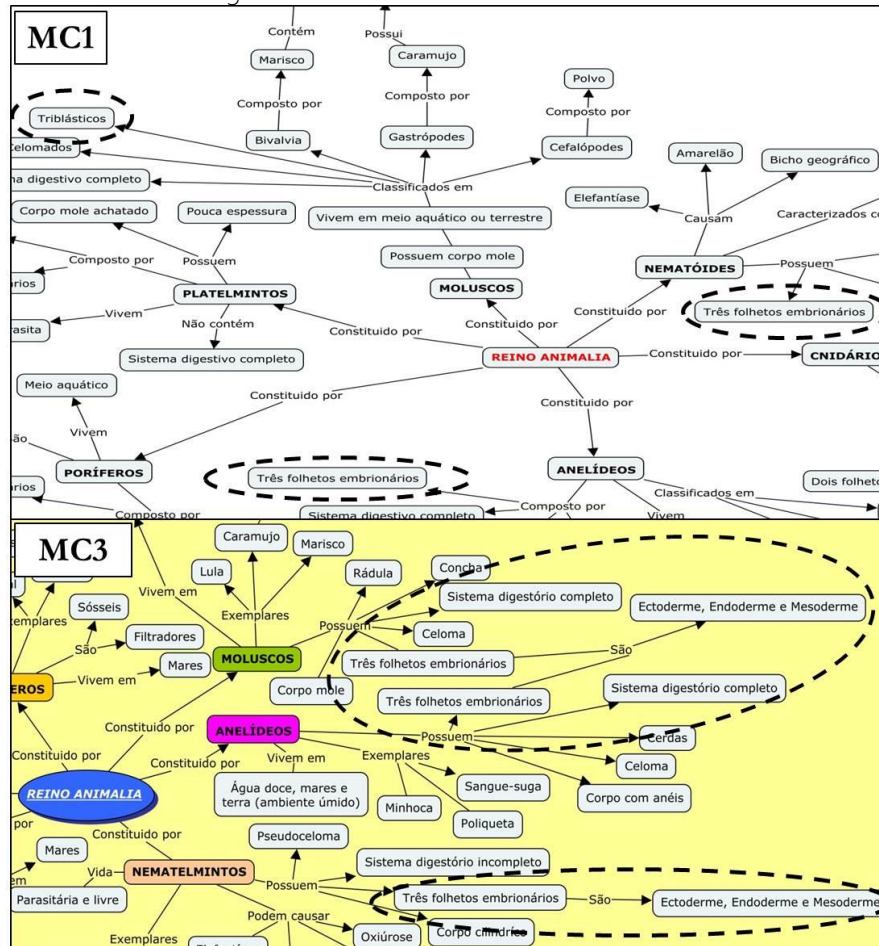 MC1
Contém
Possui
Marisco
Caramujo
Polvo
Triblásticos
Composto por
Composto por
Composto por
Celomados
Bivalvia
Gastrópodes
Cefalópodes
Amarelão
Bicho geográfico
digestivo completo
Classificados em
Elefantíase
Causam
Corpo mole achatado
Pouca espessura
Vivem em meio aquático ou terrestre
Caracterizados
Possuem
Possuem corpo mole
Composto por
NEMATÓIDES
Possuem
PLATELMINTOS
MOLUSCOS
Três folhetos embrionários
Vivem
Não contém
Constituido por
Constituido por
Constituido por
Sistema digestivo completo
REINO ANIMALIA
Constituido por
CNIDÁRIO
Meio aquático
Constituido por
Constituido por
Vivem
PORÍFEROS
Três folhetos embrionários
ANELÍDEOS
Dois folheto
Classificados em
Composto por
Composto por
Sistema digestivo completo
Vivem
MC3
Caramujo
Marisco
Lula
Rádula
Concha
Vivem em
Sistema digestório completo
Sósseis
Exemplares
Exemplares
Possuem
Ectoderme, Endoderme e Mesoderme
São
Filtradores
Celoma
MOLUSCOS
São
Mares
Três folhetos embrionários
Vivem em
Corpo mole
Sistema digestório completo
Três folhetos embrionários
Constituido por
ANELÍDEOS
Possuem
Cerdas
Constituido por
Constituido por
Vivem em
Exemplares
Celoma
REINO ANIMALIA
Água doce, mares e
terra (ambiente úmido)
Sangue-suga
Corpo com anéis
Minhoca
Poliqueta
por
Constituido por
Pseudoceloma
Mares
Sistema digestório incompleto
Vida
NEMATELMINTOS
Possuem
Três folhetos embrionários
São
Ectoderme, Endoderme e Mesoderme
Parasitária e livre
Podem causar
Exemplares
Oxiúrose